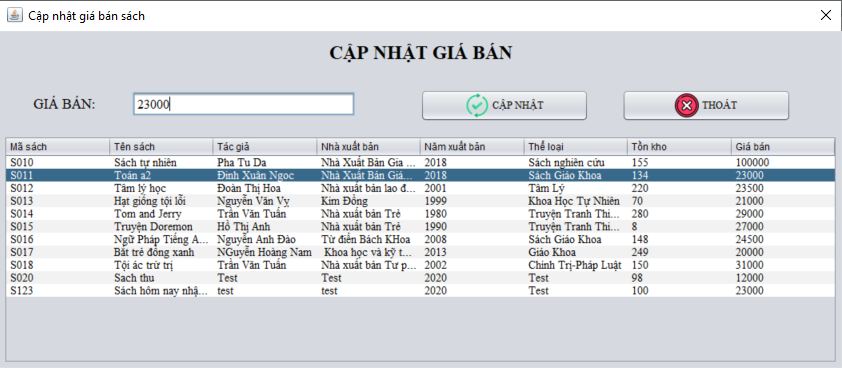 Cập nhật giá bán sách
CẬP NHẬT GIÁ BÁN
GIÁ BÁN: 23000 CẬP NHẬT THOÁT
Mã sách Tên sách Tác giả Nhà xuất bản Năm xuất bản Thể loại Tồn kho Giá bán
S010 Sách tự nhiên Pha Tu Da Nhà Xuất Bản Gia ... 2018 Sách nghiên cứu 155 100000
S011 Toán a2 Đinh Xuân Ngọc Nhà Xuất Bản Giá... 2018 Sách Giáo Khoa 134 23000
S012 Tâm lý học Đoàn Thị Hoa Nhà xuất bản lao đ... 2001 Tâm Lý 220 23500
S013 Hạt giống tội lỗi Nguyễn Văn Vỵ Kim Đồng 1999 Khoa Học Tự Nhiên 70 21000
S014 Tom and Jerry Trần Văn Tuấn Nhà xuất bản Trẻ 1980 Truyện Tranh Thi... 280 29000
S015 Truyện Doremon Hồ Thị Anh Nhà xuất bản Trẻ 1990 Truyện Tranh Thi... 8 27000
S016 Ngữ Pháp Tiếng A... Nguyễn Anh Đào Từ điển Bách KHoa 2008 Sách Giáo Khoa 148 24500
S017 Bắt trẻ đồng xanh NGuyễn Hoàng Nam Khoa học và kỹ t... 2013 Giáo Khoa 249 20000
S018 Tội ác trừ trị Trần Văn Tuấn Nhà xuất bản Tư p... 2002 Chính Trị-Pháp Luật 150 31000
S020 Sach thu Test Test 2020 Test 98 12000
S123 Sách hôm nay nhậ... test test 2020 Test 100 23000